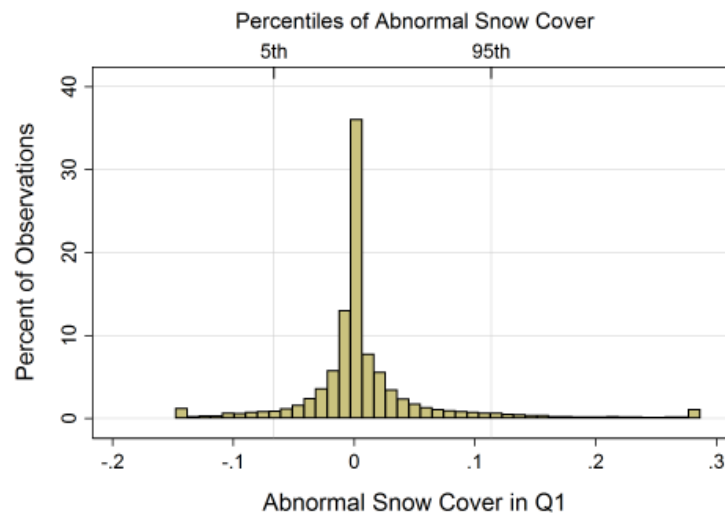 Percentiles of Abnormal Snow Cover
5th 95th
40
30
20
10
0
Percent of Observations
-.2 -.1 0 .1 .2 .3
Abnormal Snow Cover in Q1